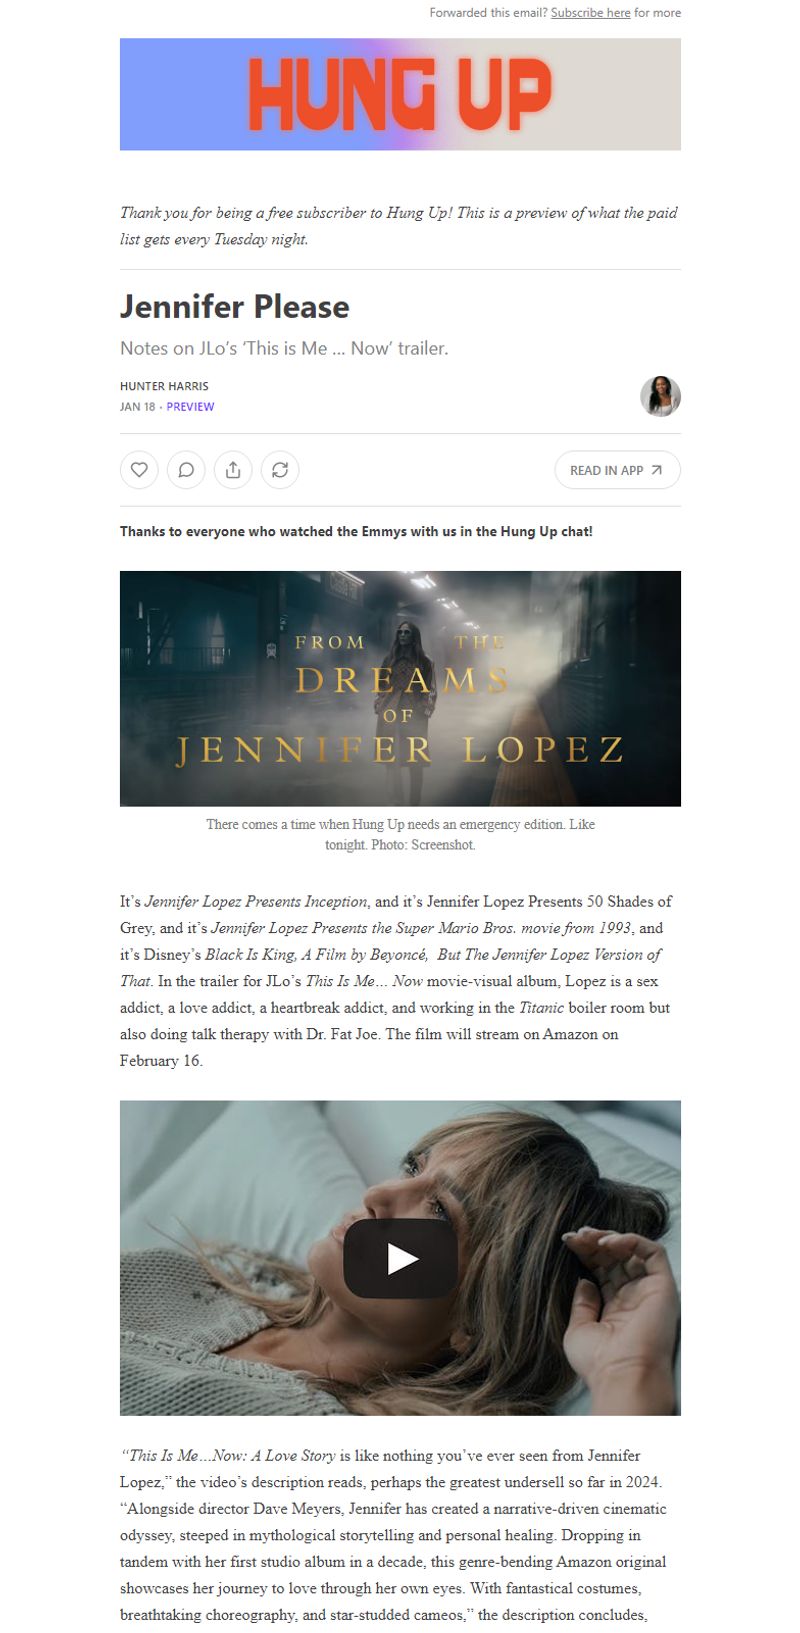 Forwarded this email? Subscribe here for more
HUNG UP
Thank you for being a free subscriber to Hung Up! This is a preview of what the paid
list gets every Tuesday night.
Jennifer Please
Notes on JLo’s ‘This is Me ... Now’ trailer.
HUNTER HARRIS
JAN 18 · PREVIEW
READ IN APP
Thanks to everyone who watched the Emmys with us in the Hung Up chat!
FROM THE
DREAMS
OF
JENNIFER LOPEZ
There comes a time when Hung Up needs an emergency edition. Like
tonight. Photo: Screenshot.
It’s Jennifer Lopez Presents Inception, and it’s Jennifer Lopez Presents 50 Shades of
Grey, and it’s Jennifer Lopez Presents the Super Mario Bros. movie from 1993, and
it’s Disney’s Black Is King, A Film by Beyoncé, But The Jennifer Lopez Version of
That. In the trailer for JLo’s This Is Me… Now movie-visual album, Lopez is a sex
addict, a love addict, a heartbreak addict, and working in the Titanic boiler room but
also doing talk therapy with Dr. Fat Joe. The film will stream on Amazon on
February 16.
“This Is Me…Now: A Love Story is like nothing you’ve ever seen from Jennifer
Lopez,” the video’s description reads, perhaps the greatest undersell so far in 2024.
“Alongside director Dave Meyers, Jennifer has created a narrative-driven cinematic
odyssey, steeped in mythological storytelling and personal healing. Dropping in
tandem with her first studio album in a decade, this genre-bending Amazon original
showcases her journey to love through her own eyes. With fantastical costumes,
breathtaking choreography, and star-studded cameos,” the description concludes,